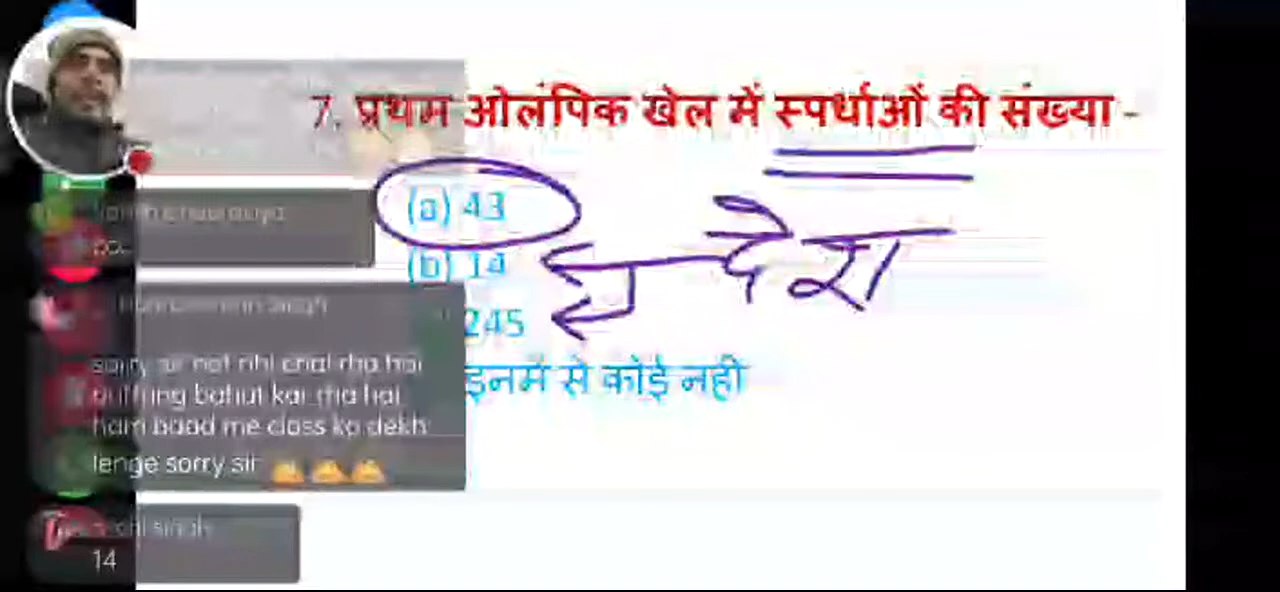 7. प्रथम ओलंपिक खेल में स्पर्धाओं की संख्या -
(a) 43
(b) 14
देश
245
इनमें से कोई नही
sorry sir net nhi chal rha hai
buffring bahut kar rha hai
ham baad me class ko dekh
lenge sorry sir
singh
14